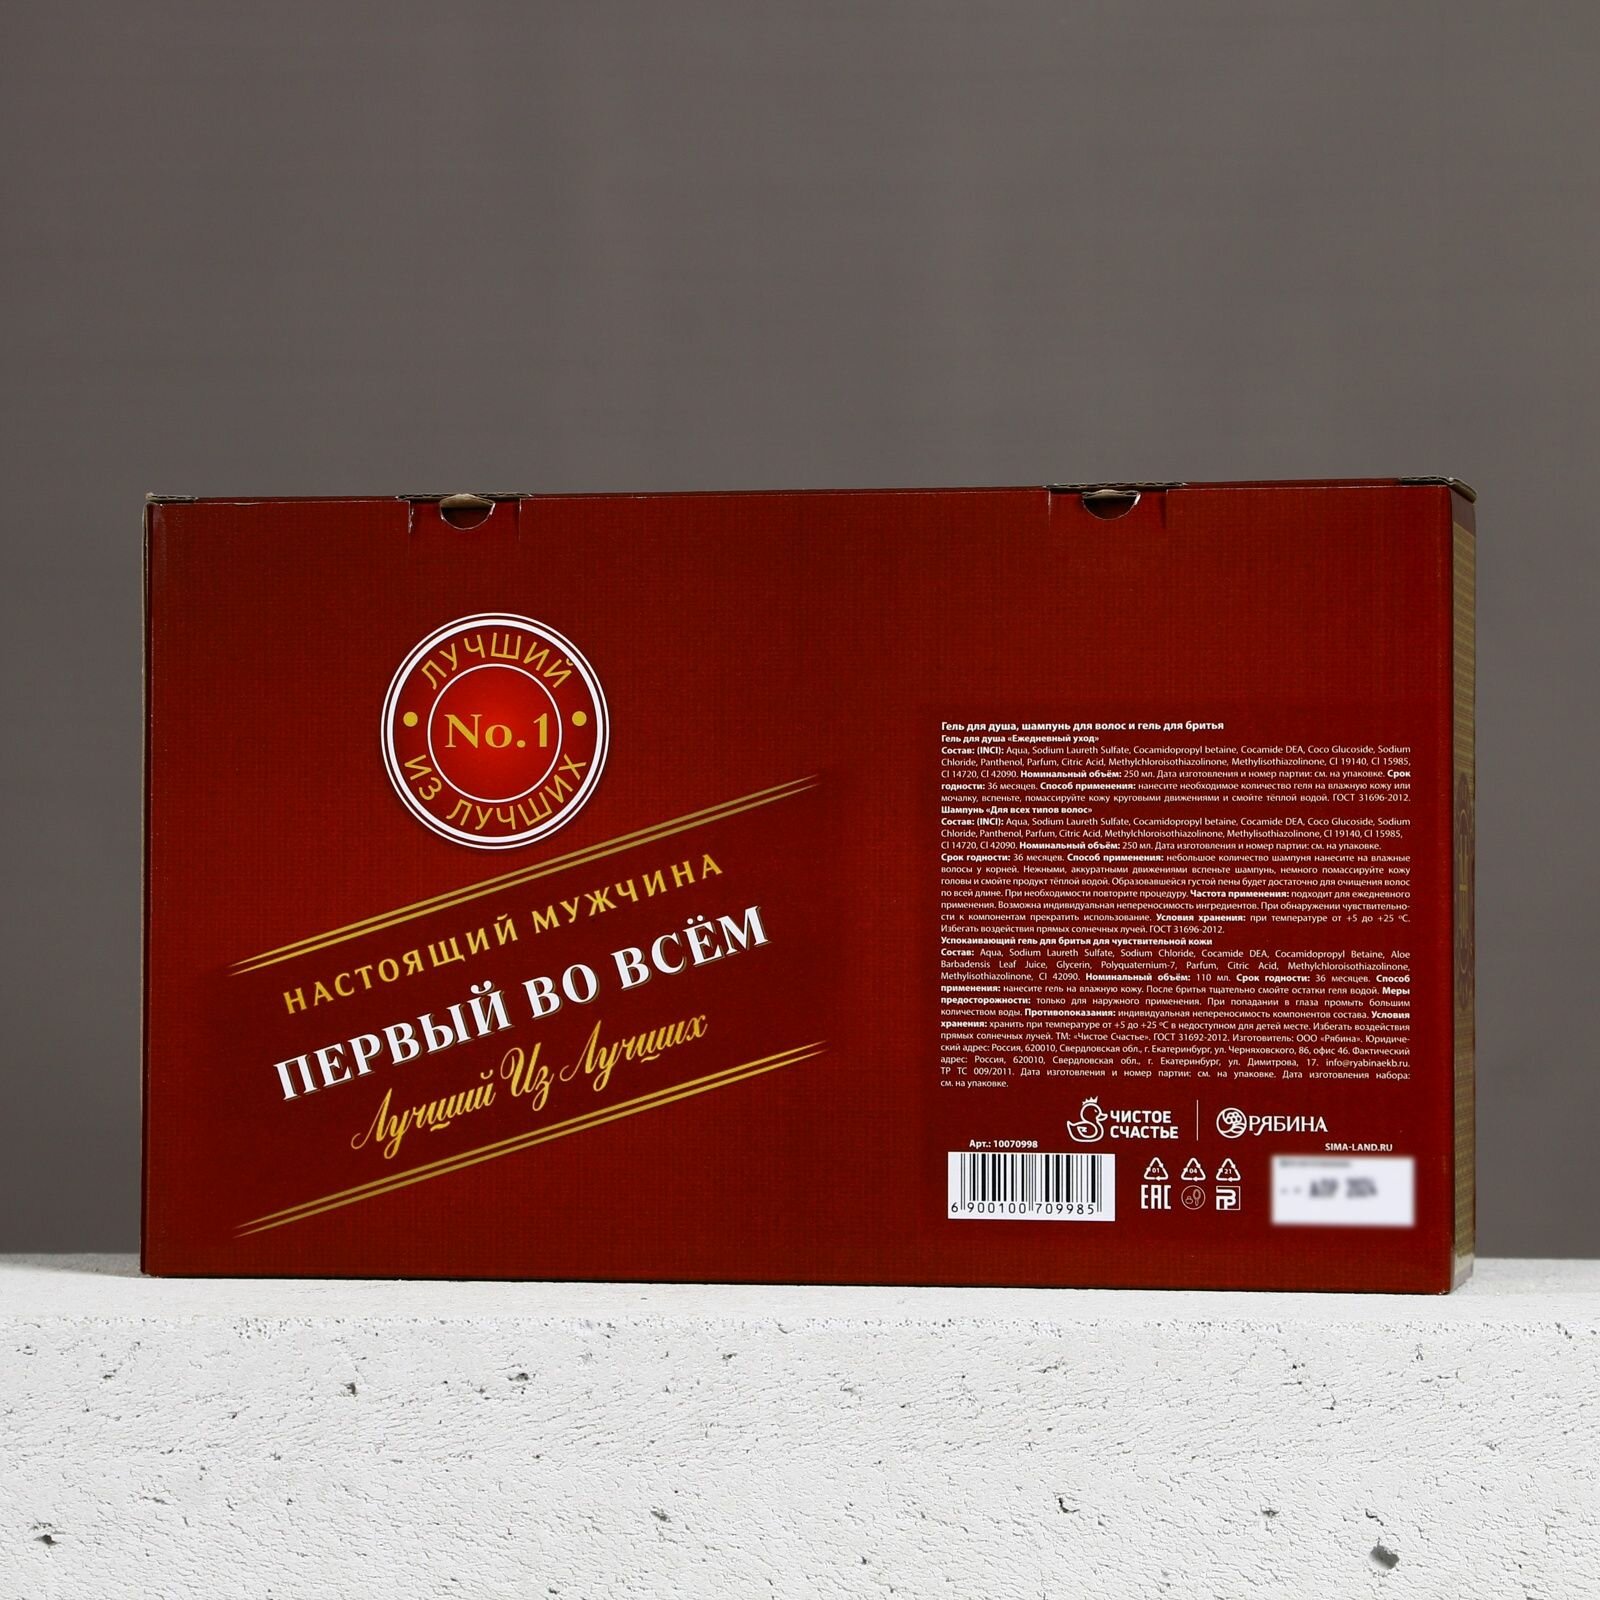 ЛУЧШИЙ
No.1
ИЗ ЛУЧШИХ
НАСТОЯЩИЙ МУЖЧИНА
ПЕРВЫЙ ВО ВСЁМ
Лучший Из Лучших
Гель для душа, шампунь для волос и гель для бритья
Гель для душа «Ежедневный уход»
Состав: (INCI): Aqua, Sodium Laureth Sulfate, Cocamidopropyl betaine, Cocamide DEA, Coco Glucoside, Sodium
Chloride, Panthenol, Parfum, Citric Acid, Methylchloroisothiazolinone, Methylisothiazolinone, CI 19140, CI 15985,
CI 14720, CI 42090. Номинальный объём: 250 мл. Дата изготовления и номер партии: см. на упаковке. Срок
годности: 36 месяцев. Способ применения: нанесите необходимое количество геля на влажную кожу или
мочалку, вспеньте, помассируйте кожу круговыми движениями и смойте тёплой водой. ГОСТ 31696-2012.
Шампунь «Для всех типов волос»
Состав: (INCI): Aqua, Sodium Laureth Sulfate, Cocamidopropyl betaine, Cocamide DEA, Coco Glucoside, Sodium
Chloride, Panthenol, Parfum, Citric Acid, Methylchloroisothiazolinone, Methylisothiazolinone, CI 19140, CI 15985,
CI 14720, CI 42090. Номинальный объём: 250 мл. Дата изготовления и номер партии: см. на упаковке.
Срок годности: 36 месяцев. Способ применения: небольшое количество шампуня нанесите на влажные
волосы у корней. Нежными, аккуратными движениями вспеньте шампунь, немного помассируйте кожу
головы и смойте продукт тёплой водой. Образовавшейся густой пены будет достаточно для очищения волос
по всей длине. При необходимости повторите процедуру. Частота применения: подходит для ежедневного
применения. Возможна индивидуальная непереносимость ингредиентов. При обнаружении чувствительно-
сти к компонентам прекратить использование. Условия хранения: при температуре от +5 до +25 ºC.
Избегать воздействия прямых солнечных лучей. ГОСТ 31696-2012.
Успокаивающий гель для бритья для чувствительной кожи
Состав: Aqua, Sodium Laureth Sulfate, Sodium Chloride, Cocamide DEA, Cocamidopropyl Betaine, Aloe
Barbadensis Leaf Juice, Glycerin, Polyquaternium-7, Parfum, Citric Acid, Methylchloroisothiazolinone,
Methylisothiazolinone, CI 42090. Номинальный объём: 110 мл. Срок годности: 36 месяцев. Способ
применения: нанесите гель на влажную кожу. После бритья тщательно смойте остатки геля водой. Меры
предосторожности: только для наружного применения. При попадании в глаза промыть большим
количеством воды. Противопоказания: индивидуальная непереносимость компонентов состава. Условия
хранения: хранить при температуре от +5 до +25 ºC в недоступном для детей месте. Избегать воздействия
прямых солнечных лучей. ТМ: «Чистое Счастье». ГОСТ 31692-2012. Изготовитель: ООО «Рябина». Юридиче-
ский адрес: Россия, 620010, Свердловская обл., г. Екатеринбург, ул. Черняховского, 86, офис 46. Фактический
адрес: Россия, 620010, Свердловская обл., г. Екатеринбург, ул. Димитрова, 17. info@ryabinaekb.ru.
ТР ТС 009/2011. Дата изготовления и номер партии: см. на упаковке. Дата изготовления набора:
см. на упаковке.
ЧИСТОЕ
СЧАСТЬЕ
РЯБИНА
Арт.: 10070998
SIMA-LAND.RU
6 900100 709985
01 04 21
EAC
АПР 2024